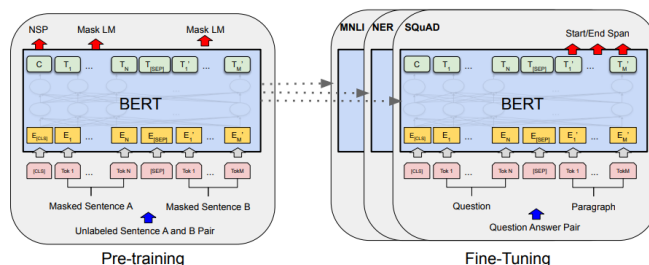 NSP Mask LM Mask LM
C T1 ... TN T[SEP] T1' ... TM'
BERT
E[CLS] E1 ... EN E[SEP] E1' ... EM'
[CLS] Tok 1 ... Tok N [SEP] Tok 1 ... TokM
Masked Sentence A Masked Sentence B
Unlabeled Sentence A and B Pair
Pre-training
MNLI NER SQuAD
Start/End Span
C T1 ... TN T[SEP] T1' ... TM'
BERT
E[CLS] E1 ... EN E[SEP] E1' ... EM'
[CLS] Tok 1 ... Tok N [SEP] Tok 1 ... TokM
Question Paragraph
Question Answer Pair
Fine-Tuning